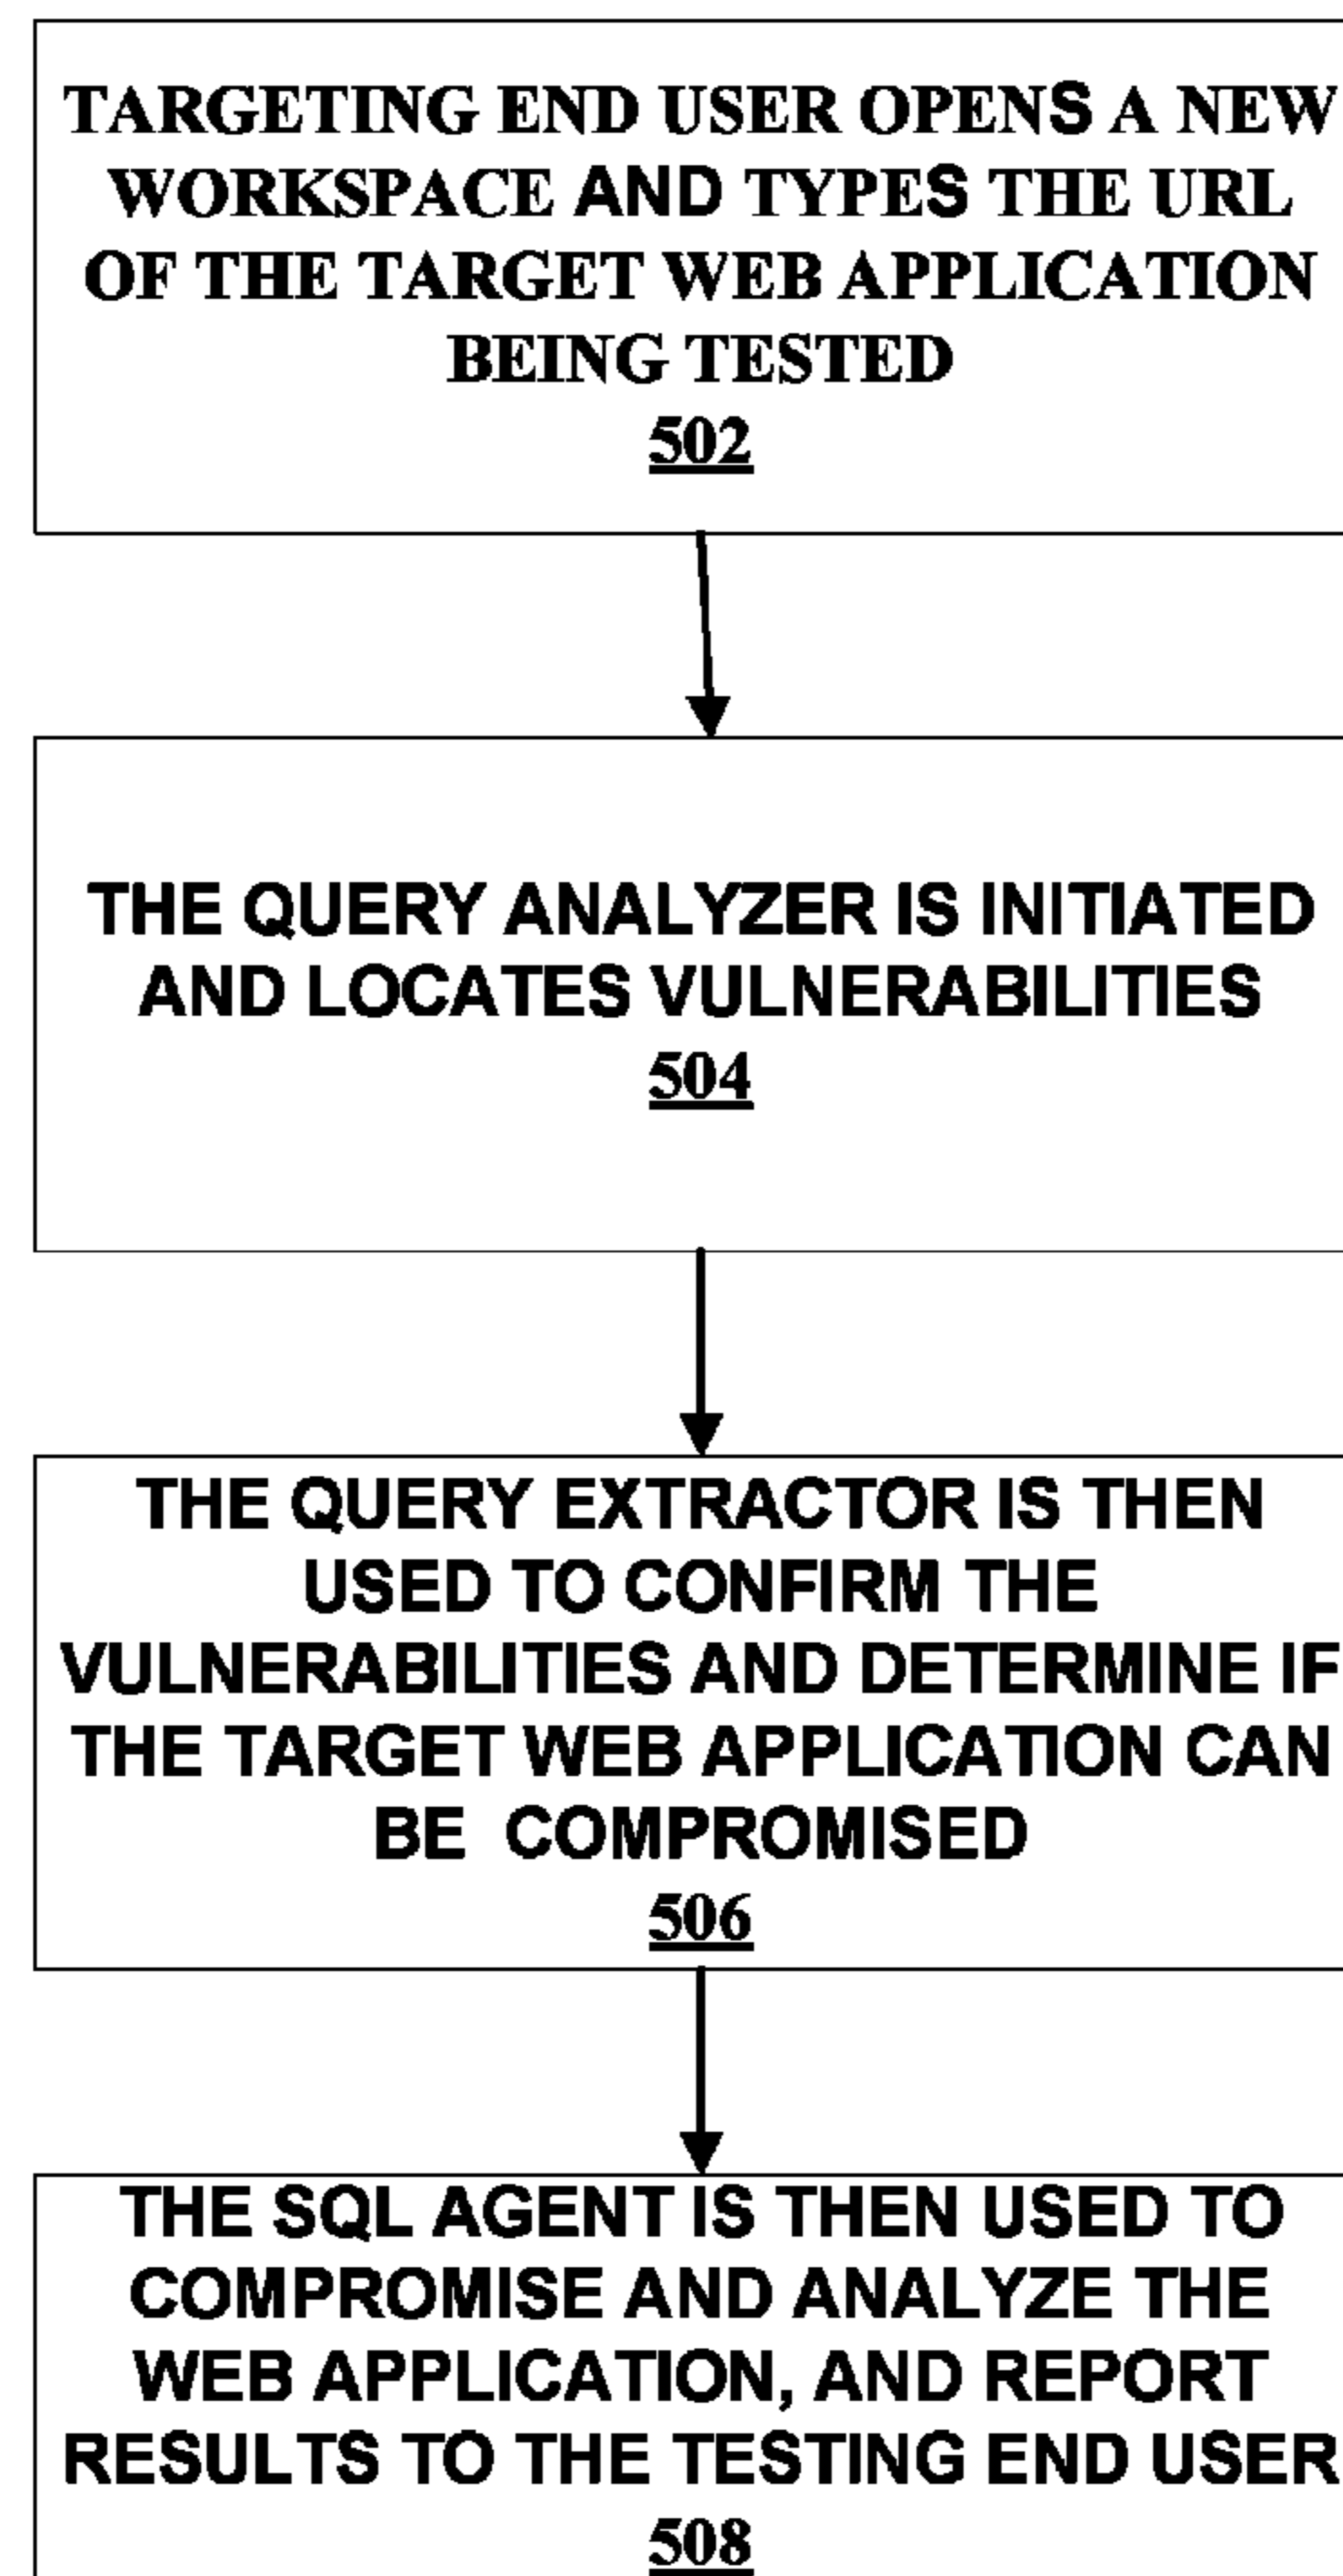 TARGETING END USER OPENS A NEW
WORKSPACE AND TYPES THE URL
OF THE TARGET WEB APPLICATION
BEING TESTED
502
THE QUERY ANALYZER IS INITIATED
AND LOCATES VULNERABILITIES
504
THE QUERY EXTRACTOR IS THEN
USED TO CONFIRM THE
VULNERABILITIES AND DETERMINE IF
THE TARGET WEB APPLICATION CAN
BE COMPROMISED
506
THE SQL AGENT IS THEN USED TO
COMPROMISE AND ANALYZE THE
WEB APPLICATION, AND REPORT
RESULTS TO THE TESTING END USER
508